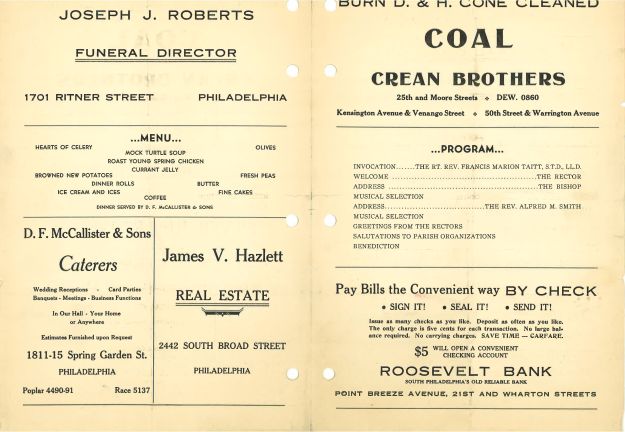 JOSEPH J. ROBERTS
FUNERAL DIRECTOR
1701 RITNER STREET PHILADELPHIA
...MENU...
HEARTS OF CELERY OLIVES
MOCK TURTLE SOUP
ROAST YOUNG SPRING CHICKEN
CURRANT JELLY
BROWNED NEW POTATOES FRESH PEAS
DINNER ROLLS BUTTER
ICE CREAM AND ICES FINE CAKES
COFFEE
DINNER SERVED BY D. F. McCALLISTER & SONS
D. F. McCallister & Sons
Caterers
Wedding Receptions - Card Parties
Banquets - Meetings - Business Functions
In Our Hall - Your Home
or Anywhere
Estimates Furnished upon Request
1811-15 Spring Garden St.
PHILADELPHIA
Poplar 4490-91 Race 5137
James V. Hazlett
REAL ESTATE
2442 SOUTH BROAD STREET
PHILADELPHIA
BURN D. & H. CONE CLEANED
COAL
CREAN BROTHERS
25th and Moore Streets ❖ DEW. 0860
Kensington Avenue & Venango Street ❖ 50th Street & Warrington Avenue
...PROGRAM...
INVOCATION.......THE RT. REV. FRANCIS MARION TAITT, S.T.D., LL.D.
WELCOME ......................................................THE RECTOR
ADDRESS ......................................................THE BISHOP
MUSICAL SELECTION
ADDRESS....................................THE REV. ALFRED M. SMITH
MUSICAL SELECTION
GREETINGS FROM THE RECTORS
SALUTATIONS TO PARISH ORGANIZATIONS
BENEDICTION
Pay Bills the Convenient way BY CHECK
• SIGN IT! • SEAL IT! • SEND IT!
Issue as many checks as you like. Deposit as often as you like.
The only charge is five cents for each transaction. No large bal-
ance required. No carrying charges. SAVE TIME — CARFARE.
$5 WILL OPEN A CONVENIENT
CHECKING ACCOUNT
ROOSEVELT BANK
SOUTH PHILADELPHIA'S OLD RELIABLE BANK
POINT BREEZE AVENUE, 21ST AND WHARTON STREETS